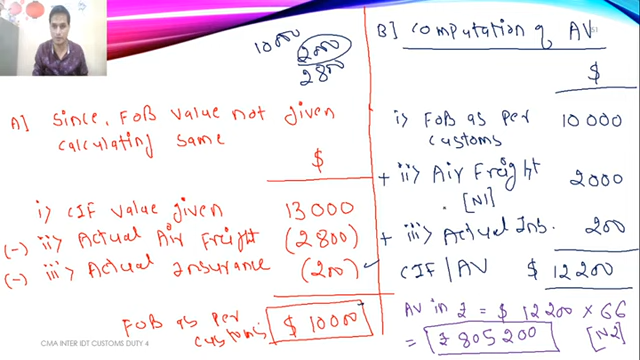 10000
2000
2800
A] Since, FOB value not given
calculating same
$
i> CIF value given 13000
(-) ii> Actual Air Freight (2800)
(-) iii> Actual Insurance (200)
FOB as per customs $ 10000
B] Computation of AV
$
i> FOB as per customs 10 000
+ ii> Air Freight [N1] 2000
+ iii> Actual Ins. 200
CIF/AV $ 12200
AV in ₹ = $ 12200 × 66
= ₹ 805200 [N2]
CMA INTER IDT CUSTOMS DUTY 4